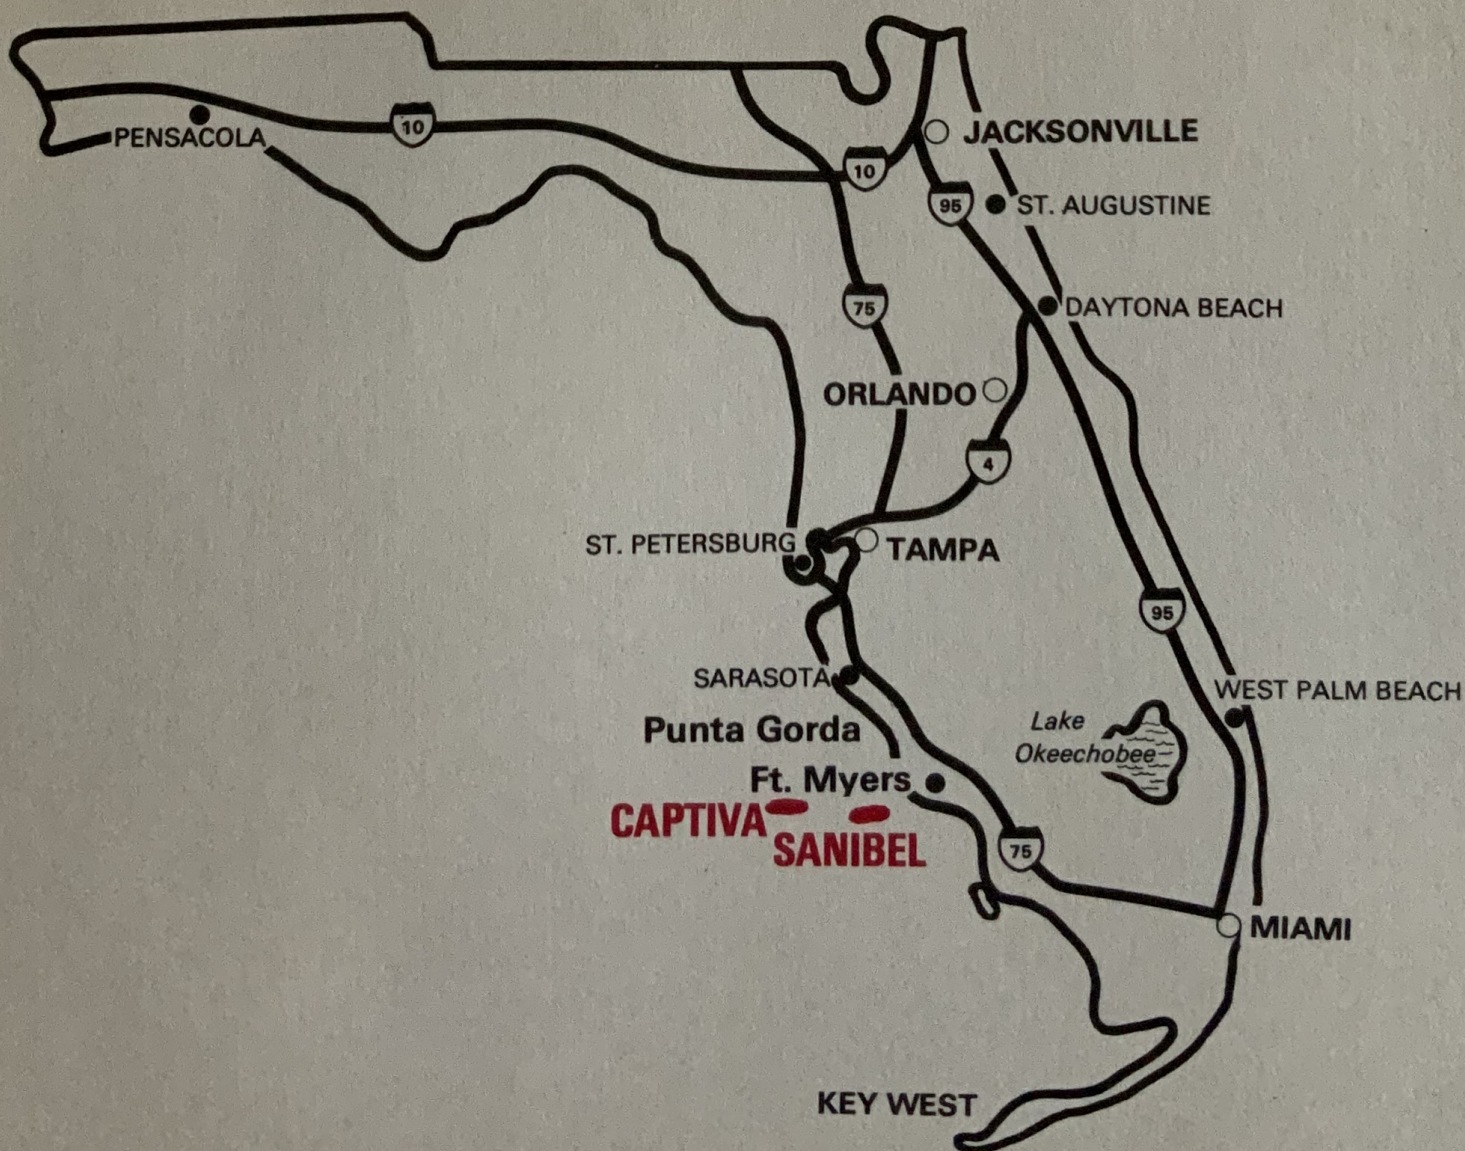 PENSACOLA
10
JACKSONVILLE
10
95
ST. AUGUSTINE
75
DAYTONA BEACH
ORLANDO
4
ST. PETERSBURG
TAMPA
95
SARASOTA
WEST PALM BEACH
Punta Gorda
Lake
Okeechobee
Ft. Myers
CAPTIVA
SANIBEL
75
MIAMI
KEY WEST